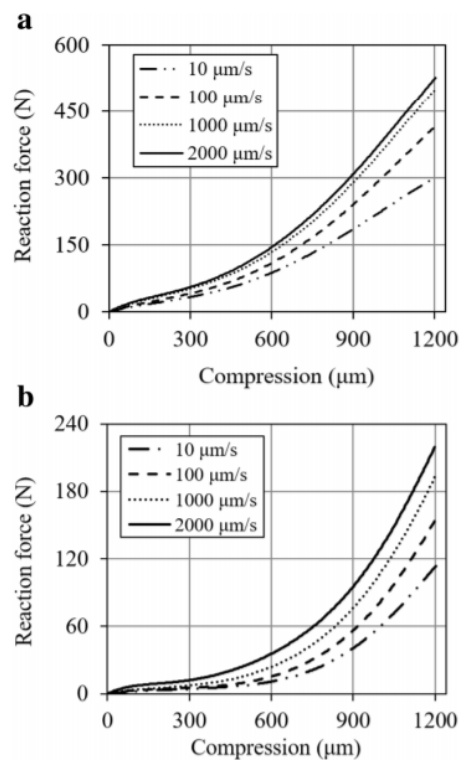 a
600
450
300
150
0
Reaction force (N)
10 μm/s
100 μm/s
1000 μm/s
2000 μm/s
0 300 600 900 1200
Compression (μm)
b
240
180
120
60
0
Reaction force (N)
10 μm/s
100 μm/s
1000 μm/s
2000 μm/s
0 300 600 900 1200
Compression (μm)